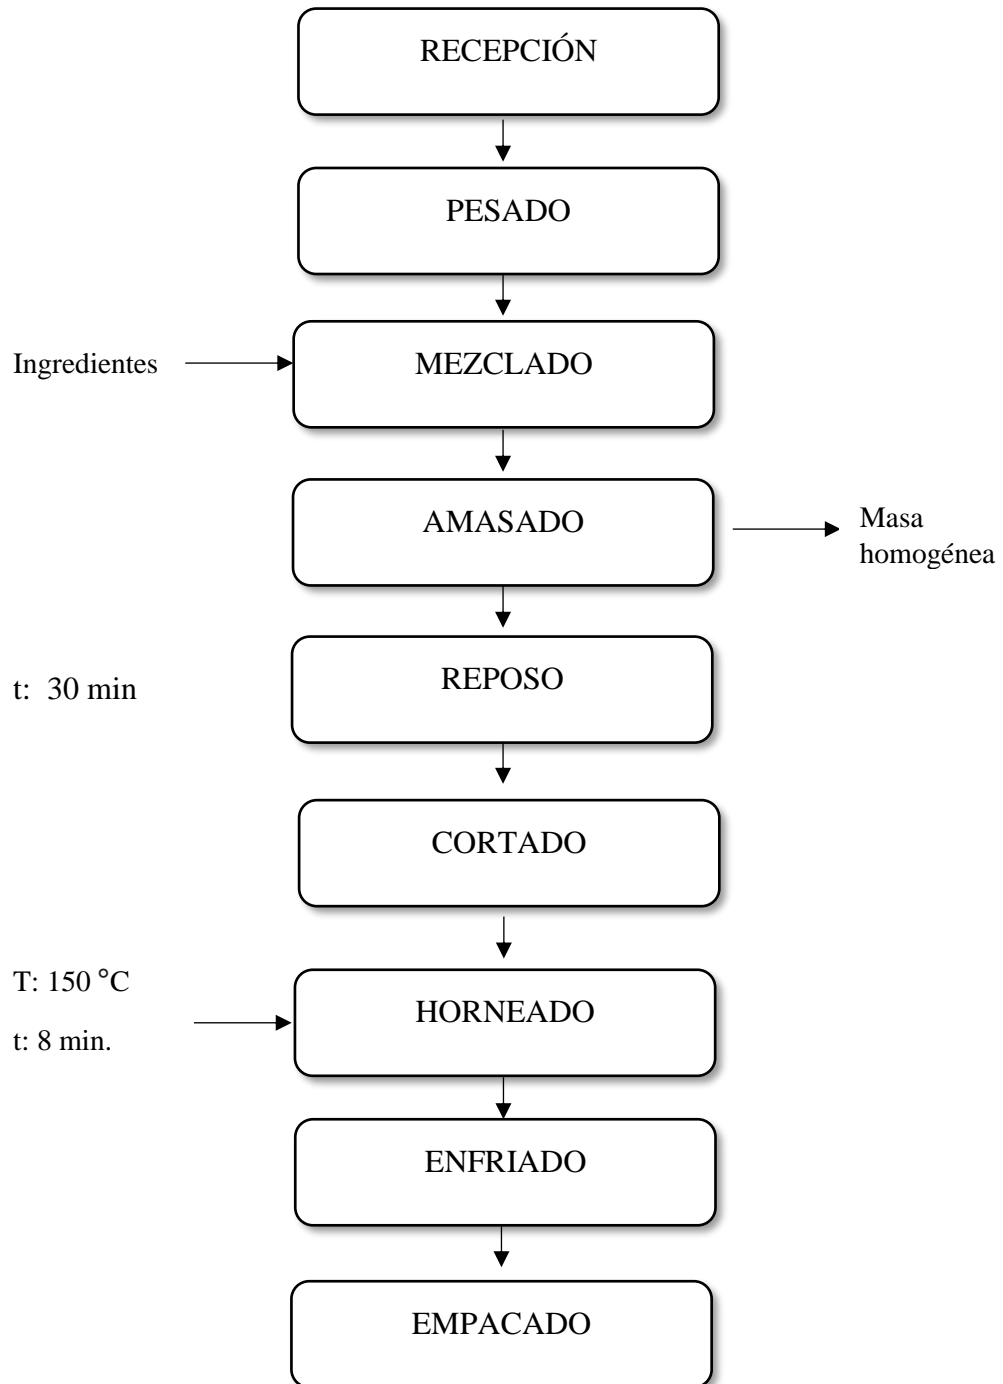 RECEPCIÓN
PESADO
Ingredientes
MEZCLADO
AMASADO
Masa
homogénea
t: 30 min
REPOSO
CORTADO
T: 150 °C
t: 8 min.
HORNEADO
ENFRIADO
EMPACADO